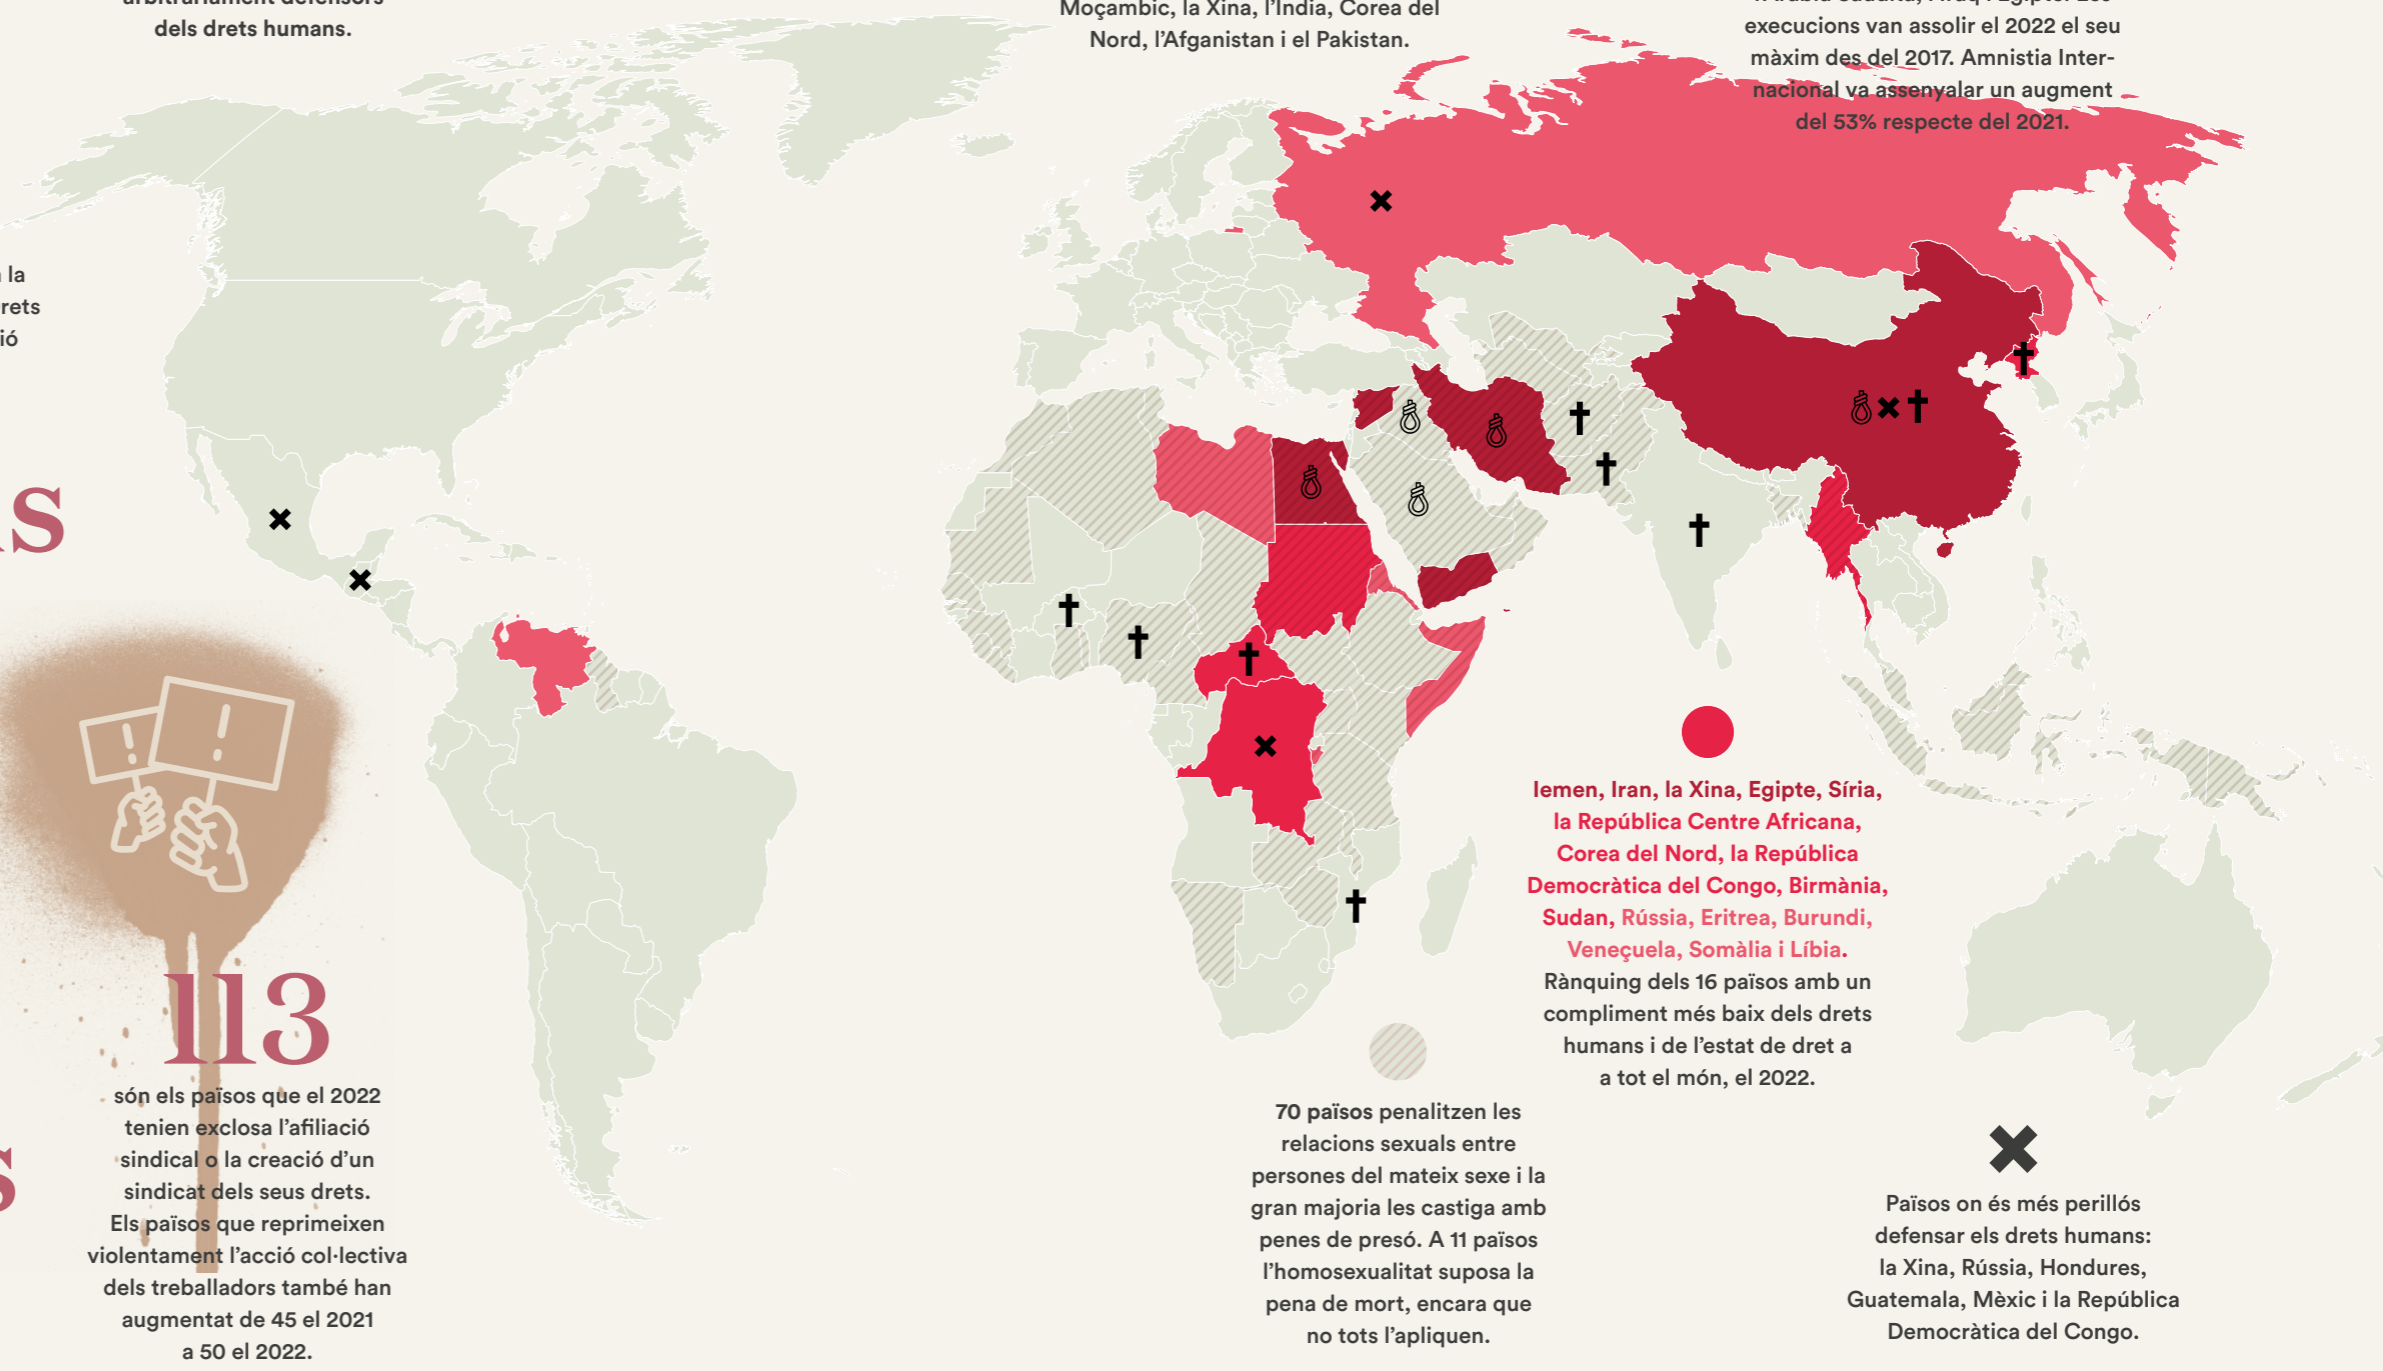 dels drets humans.
Moçambic, la Xina, l'Índia, Corea del
Nord, l'Afganistan i el Pakistan.
execucions van assolir el 2022 el seu
màxim des del 2017. Amnistia Inter-
nacional va assenyalar un augment
del 53% respecte del 2021.
la
rets
ió
s
113
són els països que el 2022
tenien exclosa l'afiliació
sindical o la creació d'un
sindicat dels seus drets.
Els països que reprimeixen
violentament l'acció col·lectiva
dels treballadors també han
augmentat de 45 el 2021
a 50 el 2022.
70 països penalitzen les
relacions sexuals entre
persones del mateix sexe i la
gran majoria les castiga amb
penes de presó. A 11 països
l'homosexualitat suposa la
pena de mort, encara que
no tots l'apliquen.
Iemen, Iran, la Xina, Egipte, Síria,
la República Centre Africana,
Corea del Nord, la República
Democràtica del Congo, Birmània,
Sudan, Rússia, Eritrea, Burundi,
Veneçuela, Somàlia i Líbia.
Rànquing dels 16 països amb un
compliment més baix dels drets
humans i de l'estat de dret a
a tot el món, el 2022.
Països on és més perillós
defensar els drets humans:
la Xina, Rússia, Hondures,
Guatemala, Mèxic i la República
Democràtica del Congo.